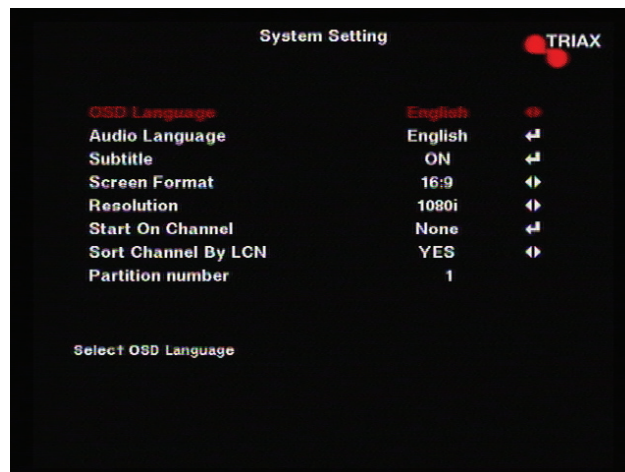 System Setting
TRIAX
OSD Language English
Audio Language English
Subtitle ON
Screen Format 16:9
Resolution 1080i
Start On Channel None
Sort Channel By LCN YES
Partition number 1
Select OSD Language